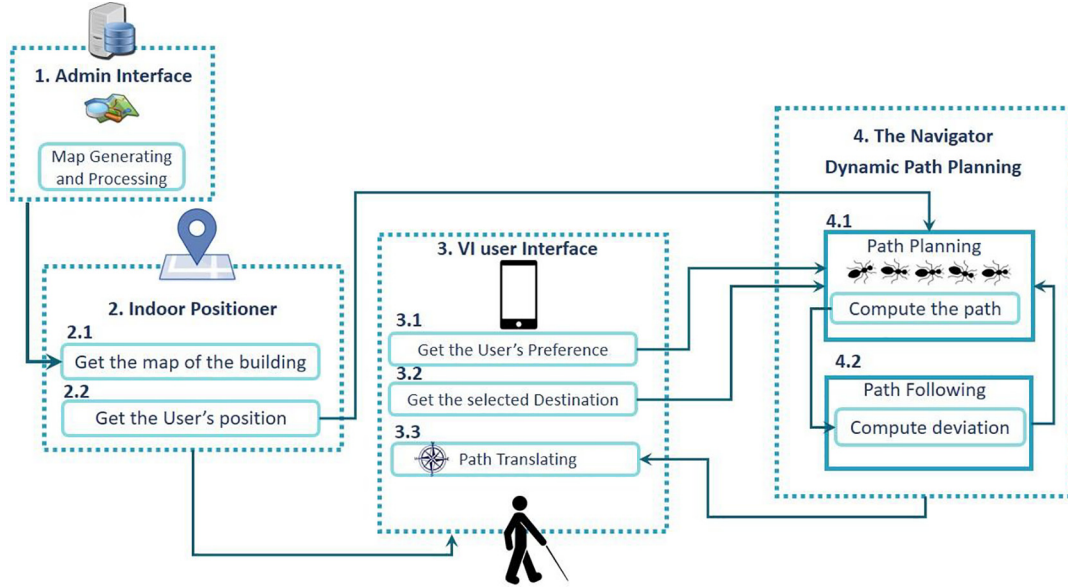 1. Admin Interface
Map Generating
and Processing
2. Indoor Positioner
2.1
Get the map of the building
2.2
Get the User's position
3. VI user Interface
3.1
Get the User's Preference
3.2
Get the selected Destination
3.3
Path Translating
4. The Navigator
Dynamic Path Planning
4.1
Path Planning
Compute the path
4.2
Path Following
Compute deviation